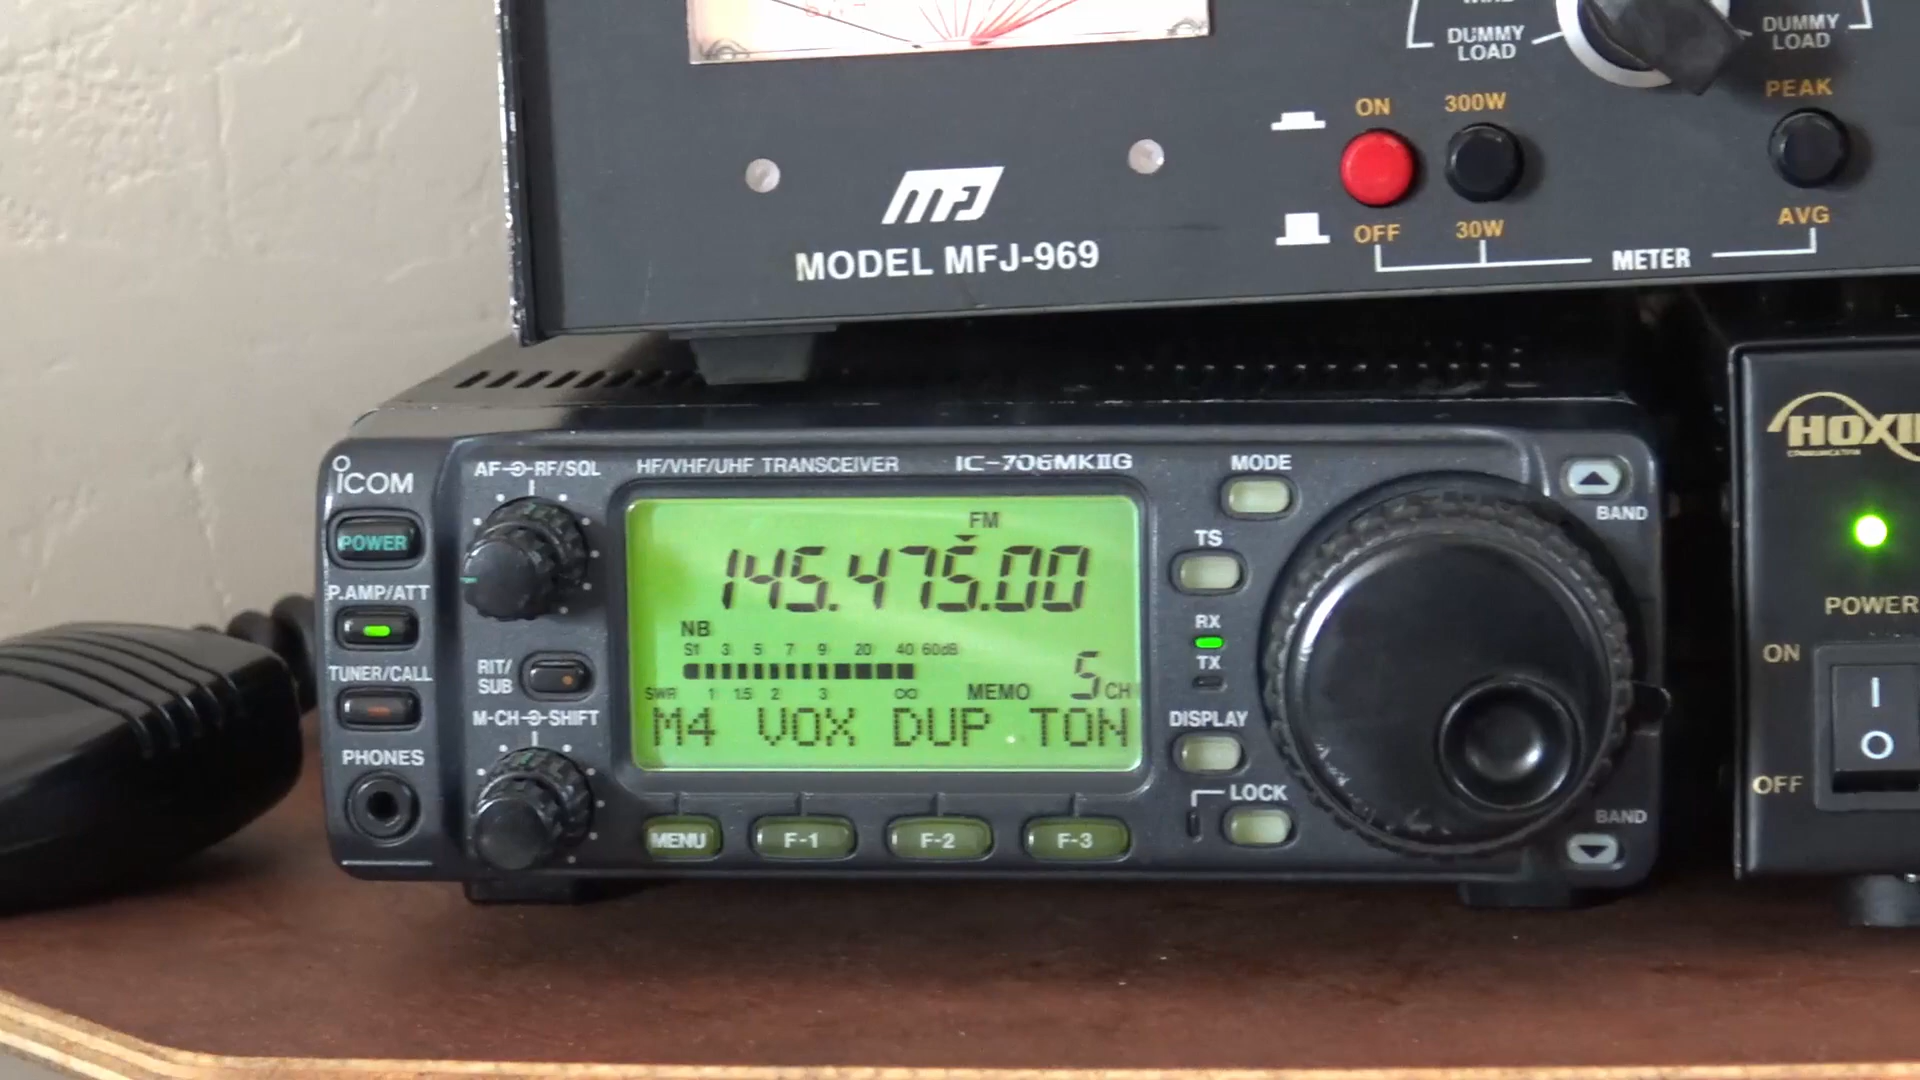 DUMMY LOAD
DUMMY LOAD
PEAK
ON 300W
MFJ
OFF 30W AVG
MODEL MFJ-969
METER
ICOM
AF RF/SQL
HF/VHF/UHF TRANSCEIVER IC-706MKIIG
MODE
BAND
POWER
FM
145.475.00
TS
P.AMP/ATT
NB
RX
S1 3 5 7 9 20 40 60dB
TX
TUNER/CALL
RIT/SUB
SWR 1 1.5 2 3 ∞
MEMO 5 CH
M-CH SHIFT
M4 VOX DUP TON
DISPLAY
PHONES
LOCK
BAND
MENU F-1 F-2 F-3
POWER
ON
I
O
OFF